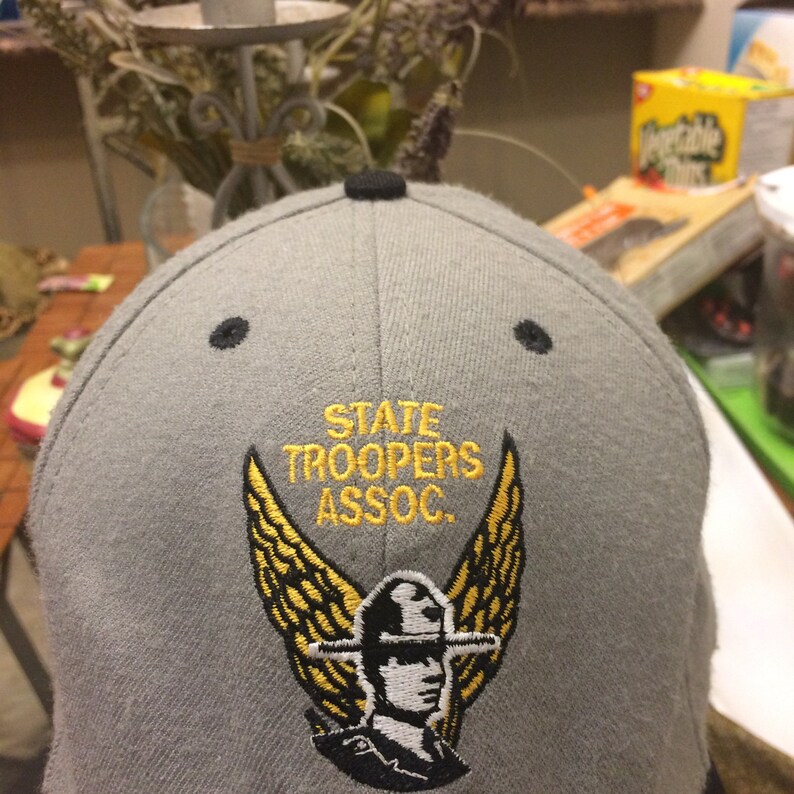 STATE
TROOPERS
ASSOC.
Vegetable
Thins